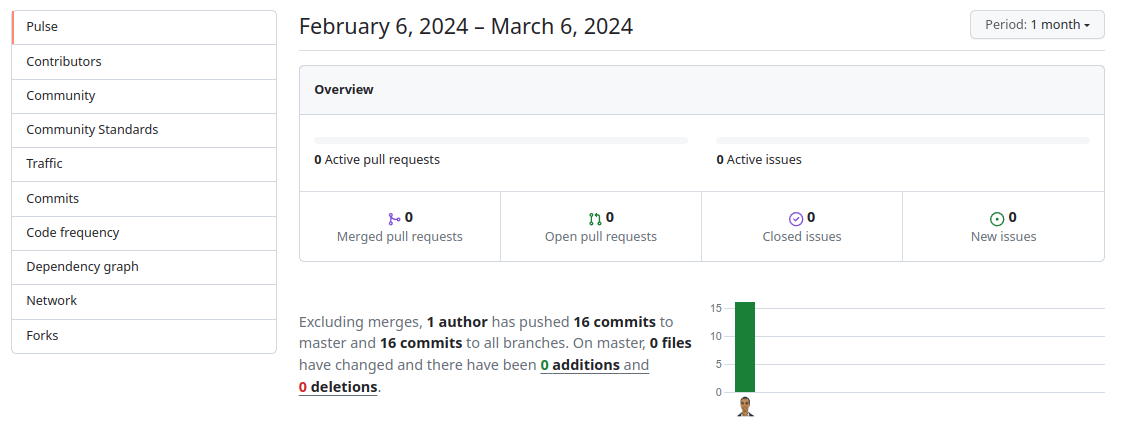 Pulse
Contributors
Community
Community Standards
Traffic
Commits
Code frequency
Dependency graph
Network
Forks
February 6, 2024 – March 6, 2024
Period: 1 month
Overview
0 Active pull requests
0 Active issues
0
Merged pull requests
0
Open pull requests
0
Closed issues
0
New issues
Excluding merges, 1 author has pushed 16 commits to
master and 16 commits to all branches. On master, 0 files
have changed and there have been 0 additions and
0 deletions.
15
10
5
0